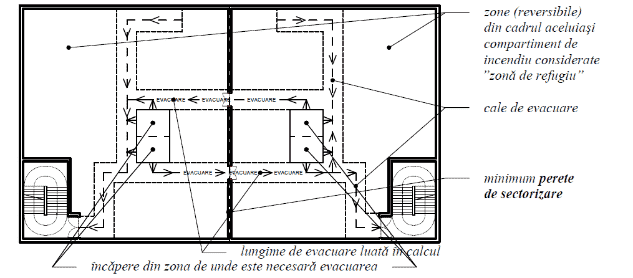 zone (reversibile)
din cadrul aceluiași
compartiment de
incendiu considerate
"zonă de refugiu"
EVACUARE EVACUARE EVACUARE
cale de evacuare
EVACUARE EVACUARE EVACUARE
minimum perete
de sectorizare
lungime de evacuare luată în calcul
încăpere din zona de unde este necesară evacuarea